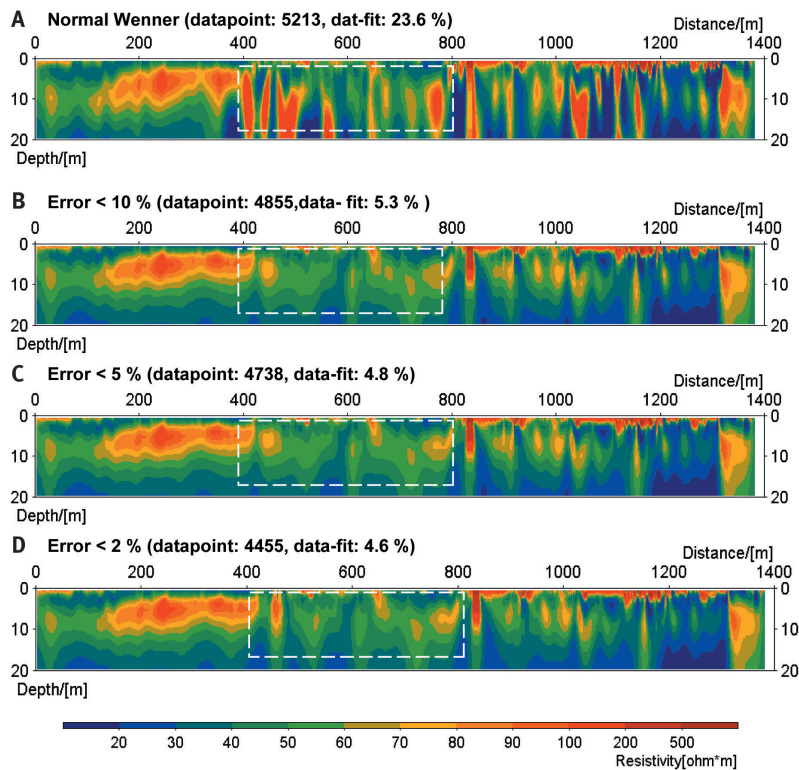 A Normal Wenner (datapoint: 5213, dat-fit: 23.6 %)
Distance/[m]
0 200 400 600 800 1000 1200 1400
0 0
10 10
20 20
Depth/[m]
B Error < 10 % (datapoint: 4855,data- fit: 5.3 % )
Distance/[m]
0 200 400 600 800 1000 1200 1400
0 0
10 10
20 20
Depth/[m]
C Error < 5 % (datapoint: 4738, data-fit: 4.8 %)
Distance/[m]
0 200 400 600 800 1000 1200 1400
0 0
10 10
20 20
Depth/[m]
D Error < 2 % (datapoint: 4455, data-fit: 4.6 %)
Distance/[m]
0 200 400 600 800 1000 1200 1400
0 0
10 10
20 20
Depth/[m]
20 30 40 50 60 70 80 90 100 200 500
Resistivity[ohm*m]